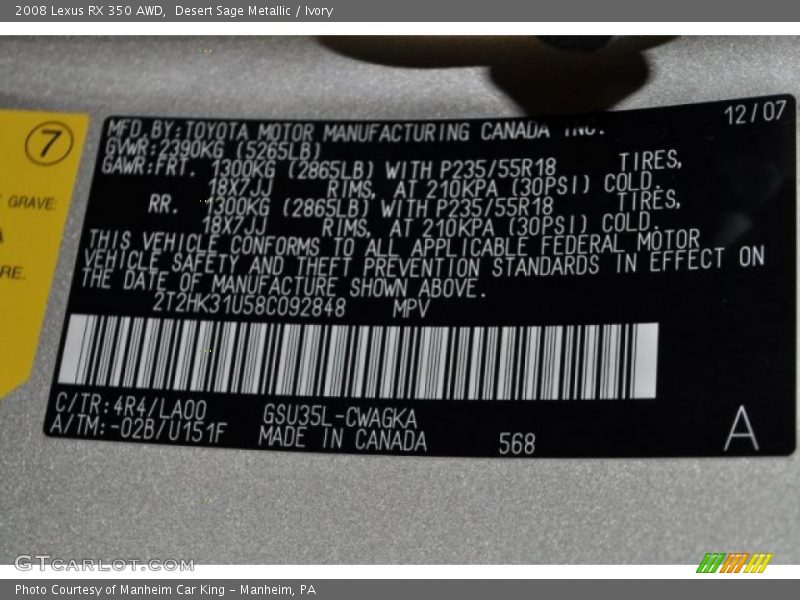 2008 Lexus RX 350 AWD, Desert Sage Metallic / Ivory
12/07
7
GRAVE:
RE.
MFD.BY:TOYOTA MOTOR MANUFACTURING CANADA INC.
GVWR:2390KG (5265LB)
GAWR:FRT. 1300KG (2865LB) WITH P235/55R18 TIRES,
18X7JJ RIMS, AT 210KPA (30PSI) COLD.
RR. 1300KG (2865LB) WITH P235/55R18 TIRES,
18X7JJ RIMS, AT 210KPA (30PSI) COLD.
THIS VEHICLE CONFORMS TO ALL APPLICABLE FEDERAL MOTOR
VEHICLE SAFETY AND THEFT PREVENTION STANDARDS IN EFFECT ON
THE DATE OF MANUFACTURE SHOWN ABOVE.
2T2HK31U58C092848 MPV
C/TR:4R4/LA00 GSU35L-CWAGKA
A/TM:-02B/U151F MADE IN CANADA 568 A
GTCARLOT.COM
Photo Courtesy of Manheim Car King - Manheim, PA